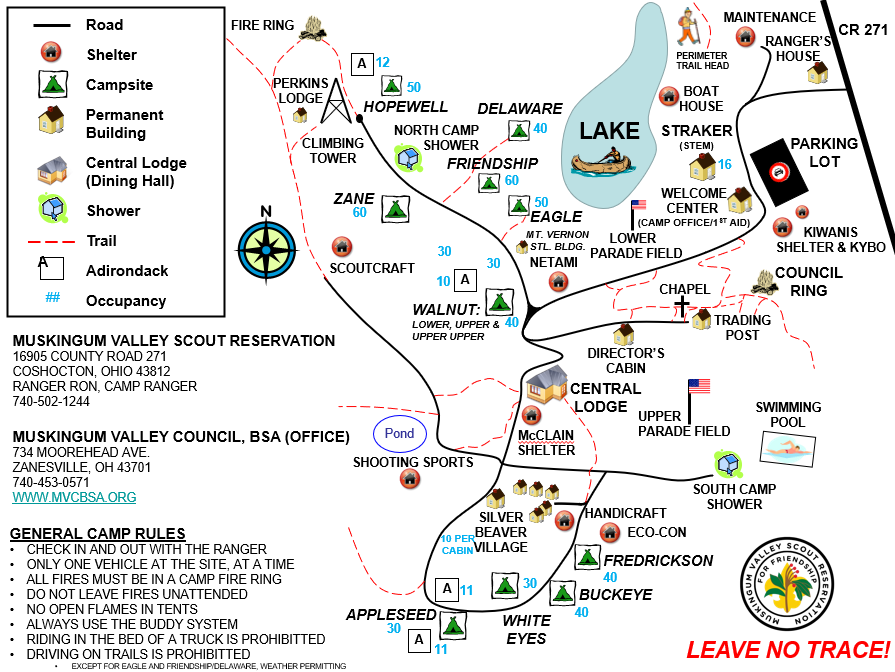 Road
Shelter
Campsite
Permanent
Building
Central Lodge
(Dining Hall)
Shower
Trail
A
Adirondack
##
Occupancy
N
FIRE RING
A
12
50
HOPEWELL
PERKINS
LODGE
CLIMBING
TOWER
NORTH CAMP
SHOWER
DELAWARE
40
FRIENDSHIP
60
50
EAGLE
ZANE
60
SCOUTCRAFT
MT. VERNON
STL. BLDG.
NETAMI
30
30
10
A
WALNUT:
LOWER, UPPER &
UPPER UPPER
40
LAKE
PERIMETER
TRAIL HEAD
MAINTENANCE
RANGER'S
HOUSE
CR 271
BOAT
HOUSE
STRAKER
(STEM)
16
PARKING
LOT
WELCOME
CENTER
(CAMP OFFICE/1ST AID)
LOWER
PARADE FIELD
KIWANIS
SHELTER & KYBO
COUNCIL
RING
CHAPEL
TRADING
POST
DIRECTOR'S
CABIN
CENTRAL
LODGE
McCLAIN
SHELTER
UPPER
PARADE FIELD
SWIMMING
POOL
SOUTH CAMP
SHOWER
Pond
SHOOTING SPORTS
SILVER
BEAVER
VILLAGE
10 PER
CABIN
HANDICRAFT
ECO-CON
FREDRICKSON
40
BUCKEYE
40
30
WHITE
EYES
A
11
APPLESEED
30
A
11
MUSKINGUM VALLEY SCOUT RESERVATION
16905 COUNTY ROAD 271
COSHOCTON, OHIO 43812
RANGER RON, CAMP RANGER
740-502-1244
MUSKINGUM VALLEY COUNCIL, BSA (OFFICE)
734 MOOREHEAD AVE.
ZANESVILLE, OH 43701
740-453-0571
WWW.MVCBSA.ORG
GENERAL CAMP RULES
• CHECK IN AND OUT WITH THE RANGER
• ONLY ONE VEHICLE AT THE SITE, AT A TIME
• ALL FIRES MUST BE IN A CAMP FIRE RING
• DO NOT LEAVE FIRES UNATTENDED
• NO OPEN FLAMES IN TENTS
• ALWAYS USE THE BUDDY SYSTEM
• RIDING IN THE BED OF A TRUCK IS PROHIBITED
• DRIVING ON TRAILS IS PROHIBITED
• EXCEPT FOR EAGLE AND FRIENDSHIP/DELAWARE, WEATHER PERMITTING
MUSKINGUM VALLEY SCOUT RESERVATION
FOR FRIENDSHIP
LEAVE NO TRACE!